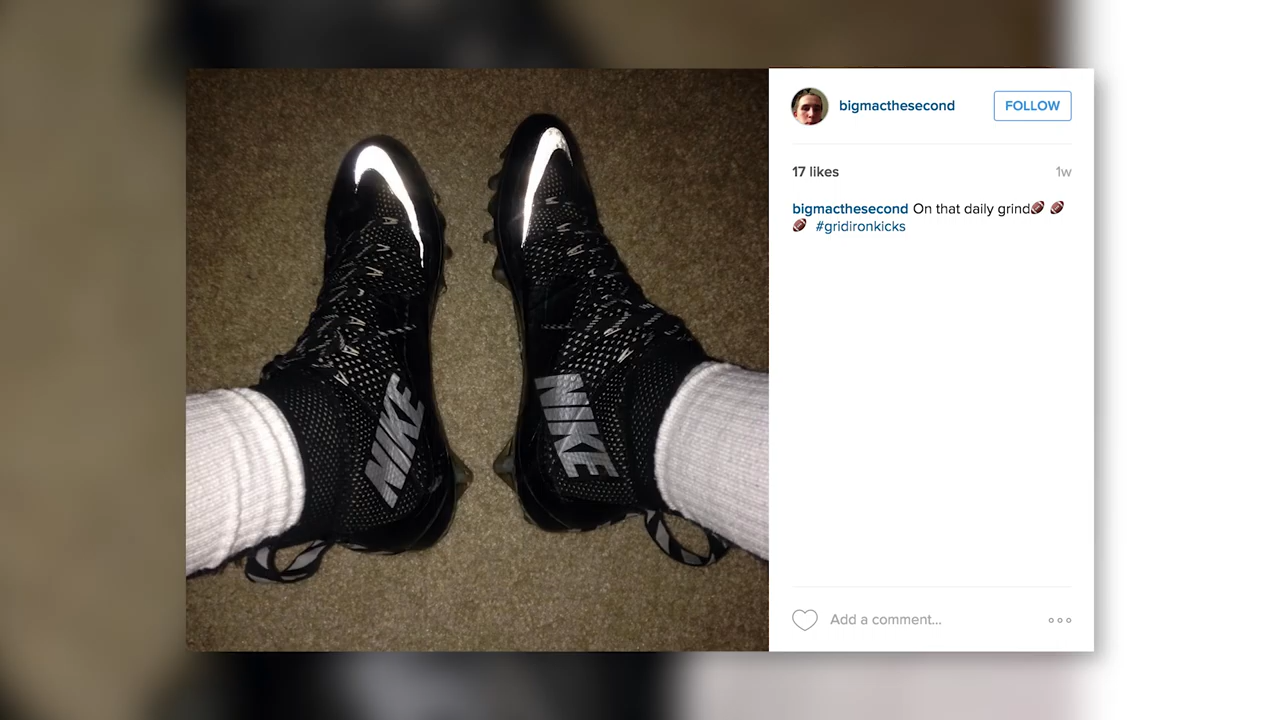 bigmacthesecond
FOLLOW
17 likes
1w
bigmacthesecond On that daily grind🏈 🏈
🏈 #gridironkicks
NIKE
NIKE
Add a comment...